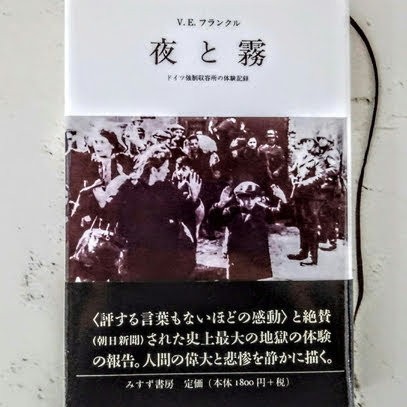 V.E.フランクル
夜と霧
ドイツ強制収容所の体験記録
〈評する言葉もないほどの感動〉と絶賛
(朝日新聞)された史上最大の地獄の体験
の報告。人間の偉大と悲惨を静かに描く。
みすず書房 定価(本体1800円+税)